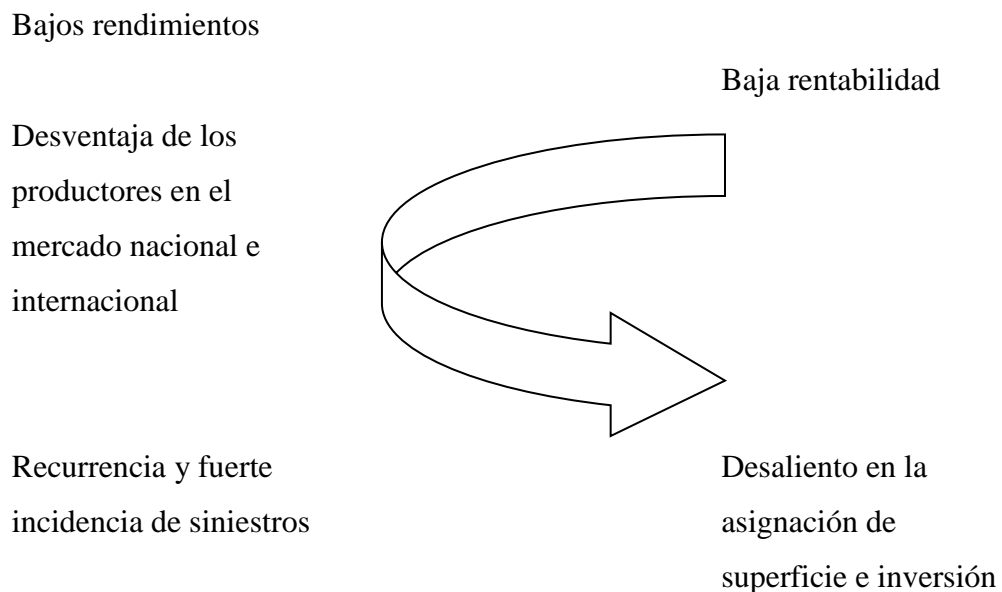 Bajos rendimientos
Baja rentabilidad
Desventaja de los
productores en el
mercado nacional e
internacional
Recurrencia y fuerte
incidencia de siniestros
Desaliento en la
asignación de
superficie e inversión